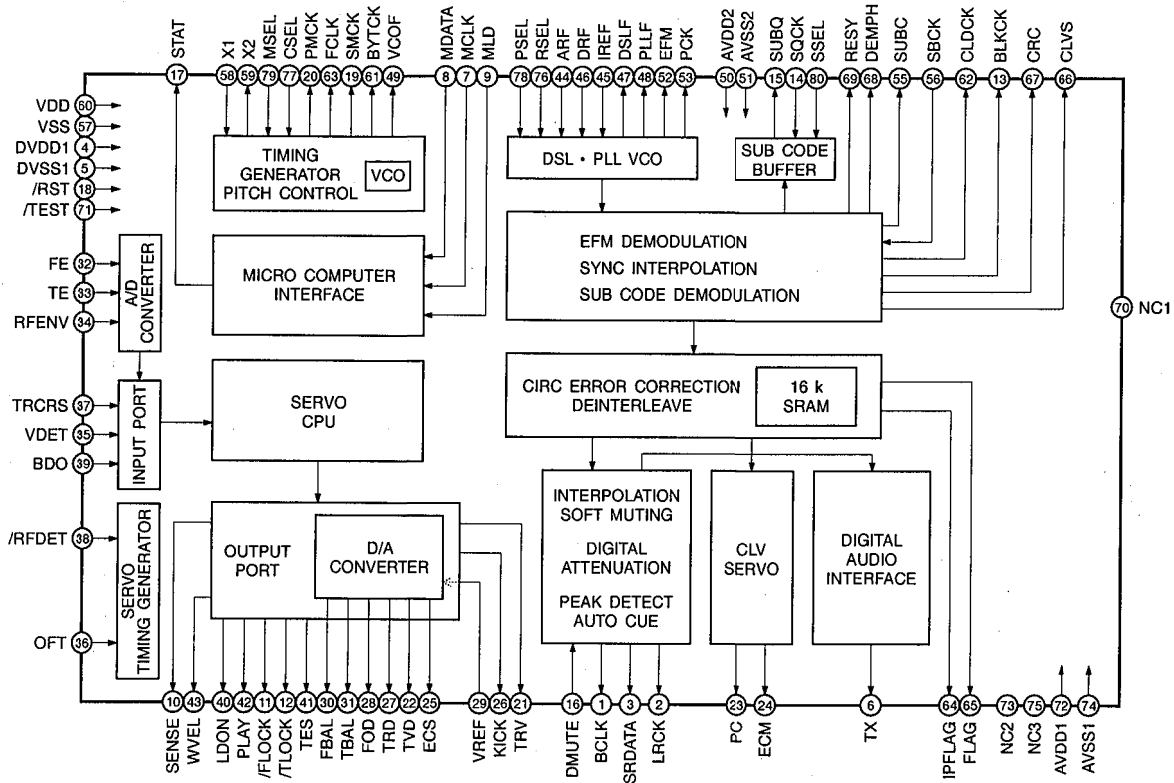 STAT
X1
X2
MSEL
CSEL
PMCK
FCLK
SMCK
BYTCK
VCOF
MDATA
MCLK
MLD
PSEL
RSEL
ARF
DRF
IREF
DSLF
PLLF
EFM
PCK
AVDD2
AVSS2
SUBQ
SQCK
SSEL
RESY
DEMPH
SUBC
SBCK
CLDCK
BLKCK
CRC
CLVS
17
58
59
79
77
20
63
19
61
49
8
7
9
78
76
44
46
45
47
48
52
53
50
51
15
14
80
69
68
55
56
62
13
67
66
VDD 60
VSS 57
DVDD1 4
DVSS1 5
/RST 18
/TEST 71
TIMING
GENERATOR
PITCH CONTROL
VCO
DSL • PLL VCO
SUB CODE
BUFFER
EFM DEMODULATION
SYNC INTERPOLATION
SUB CODE DEMODULATION
FE 32
TE 33
RFENV 34
A/D
CONVERTER
MICRO COMPUTER
INTERFACE
70 NC1
TRCRS 37
VDET 35
BDO 39
INPUT PORT
SERVO
CPU
CIRC ERROR CORRECTION
DEINTERLEAVE
16 k
SRAM
/RFDET 38
OFT 36
SERVO
TIMING GENERATOR
OUTPUT
PORT
D/A
CONVERTER
INTERPOLATION
SOFT MUTING
DIGITAL
ATTENUATION
PEAK DETECT
AUTO CUE
CLV
SERVO
DIGITAL
AUDIO
INTERFACE
10
43
40
42
11
12
41
30
31
28
27
22
25
29
26
21
16
1
3
2
23
24
6
64
65
73
75
72
74
SENSE
WVEL
LDON
PLAY
/FLOCK
/TLOCK
TES
FBAL
TBAL
FOD
TRD
TVD
ECS
VREF
KICK
TRV
DMUTE
BCLK
SRDATA
LRCK
PC
ECM
TX
IPFLAG
FLAG
NC2
NC3
AVDD1
AVSS1